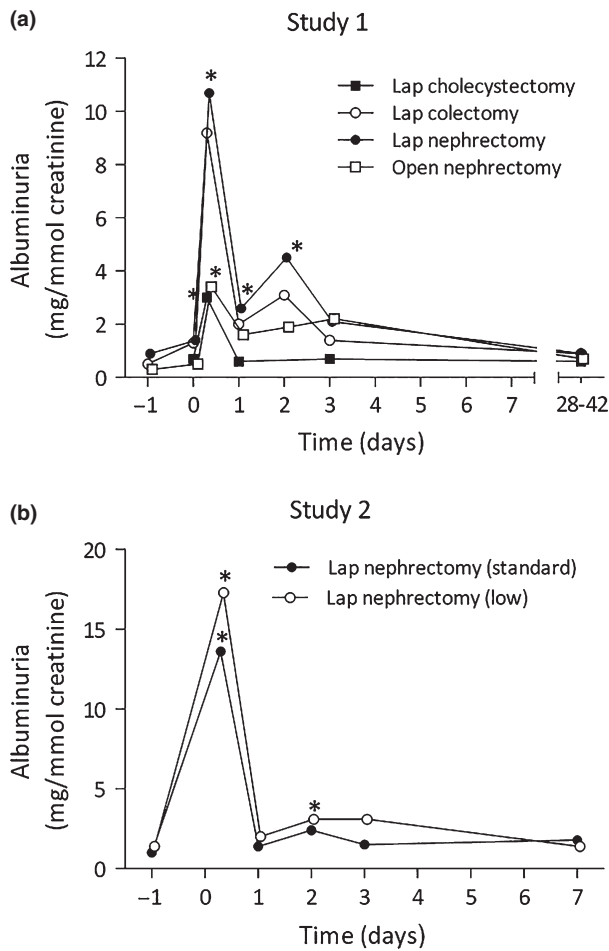 (a)
Study 1
Albuminuria
(mg/mmol creatinine)
12
10
8
6
4
2
0
Lap cholecystectomy
Lap colectomy
Lap nephrectomy
Open nephrectomy
*
*
*
*
*
–1 0 1 2 3 4 5 6 7 28-42
Time (days)
(b)
Study 2
Albuminuria
(mg/mmol creatinine)
20
15
10
5
0
Lap nephrectomy (standard)
Lap nephrectomy (low)
*
*
*
–1 0 1 2 3 4 5 6 7
Time (days)